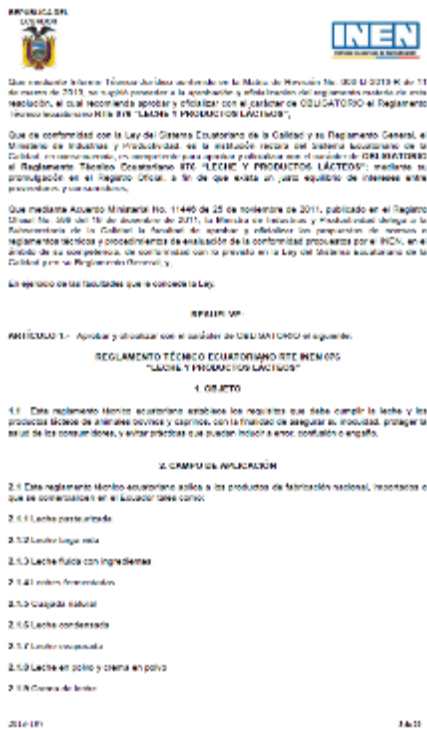 REPÚBLICA DEL
ECUADOR
INEN
Que mediante Informe Técnico-Jurídico contenido en la Matriz de Revisión No. de 11
de marzo de 2013, se sugirió proceder a la aprobación y oficialización del reglamento materia de esta
resolución, el cual recomienda aprobar y oficializar con el carácter de OBLIGATORIO el Reglamento
Técnico Ecuatoriano RTE 076 "LECHE Y PRODUCTOS LÁCTEOS";
Que de conformidad con la Ley del Sistema Ecuatoriano de la Calidad y su Reglamento General, el
Ministerio de Industrias y Productividad, es la institución rectora del Sistema Ecuatoriano de la
Calidad, en consecuencia, es competente para aprobar y oficializar con el carácter de OBLIGATORIO
el Reglamento Técnico Ecuatoriano 076 "LECHE Y PRODUCTOS LÁCTEOS"; mediante su
promulgación en el Registro Oficial, a fin de que exista un justo equilibrio de intereses entre
proveedores y consumidores;
Que mediante Acuerdo Ministerial No. 11446 de 25 de noviembre de 2011, publicado en el Registro
Oficial No. 599 del 19 de diciembre de 2011, la Ministra de Industrias y Productividad delega a la
Subsecretaría de la Calidad la facultad de aprobar y oficializar las propuestas de normas o
reglamentos técnicos y procedimientos de evaluación de la conformidad propuestos por el INEN, en el
ámbito de su competencia, de conformidad con lo previsto en la Ley del Sistema Ecuatoriano de la
Calidad y en su Reglamento General; y,
En ejercicio de las facultades que le concede la Ley,
RESUELVE:
ARTÍCULO 1.- Aprobar y oficializar con el carácter de OBLIGATORIO el siguiente:
REGLAMENTO TÉCNICO ECUATORIANO RTE INEN 076
"LECHE Y PRODUCTOS LÁCTEOS"
1. OBJETO
1.1 Este reglamento técnico ecuatoriano establece los requisitos que debe cumplir la leche y los
productos lácteos de animales bovinos y caprinos, con la finalidad de asegurar su inocuidad, proteger la
salud de los consumidores, y evitar prácticas que puedan inducir a error, confusión o engaño.
2. CAMPO DE APLICACIÓN
2.1 Este reglamento técnico ecuatoriano aplica a los productos de fabricación nacional, importados o
que se comercialicen en el Ecuador tales como:
2.1.1 Leche pasteurizada
2.1.2 Leche larga vida
2.1.3 Leche fluida con ingredientes
2.1.4 Leches fermentadas
2.1.5 Cuajada natural
2.1.6 Leche condensada
2.1.7 Leche evaporada
2.1.8 Leche en polvo y crema en polvo
2.1.9 Crema de leche